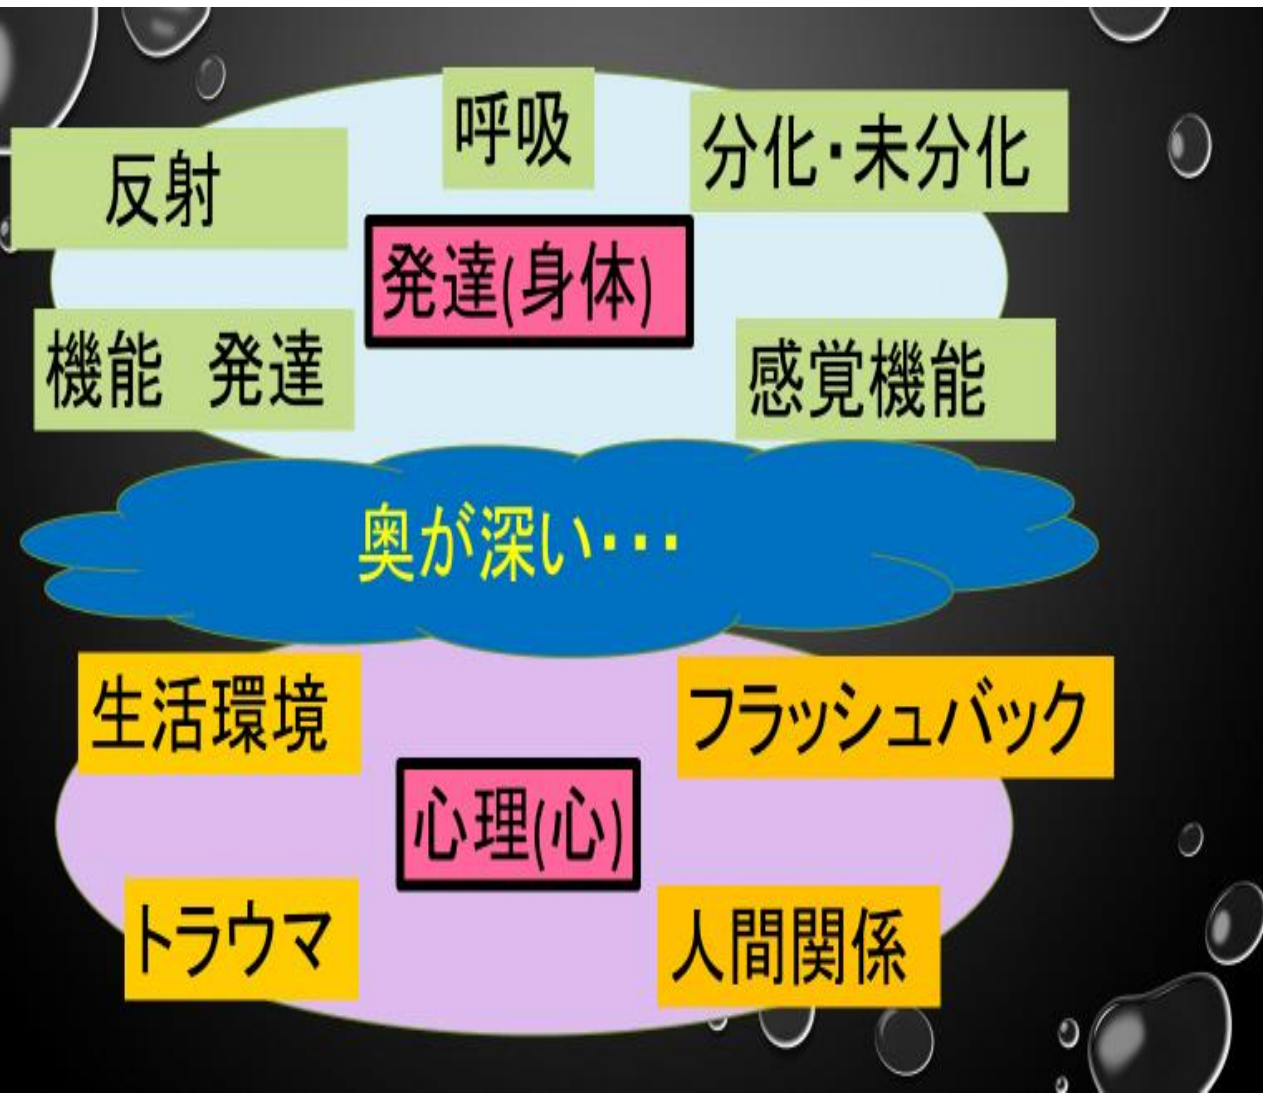 呼吸
分化・未分化
反射
発達(身体)
機能　発達
感覚機能
奥が深い・・・
生活環境
フラッシュバック
心理(心)
トラウマ
人間関係